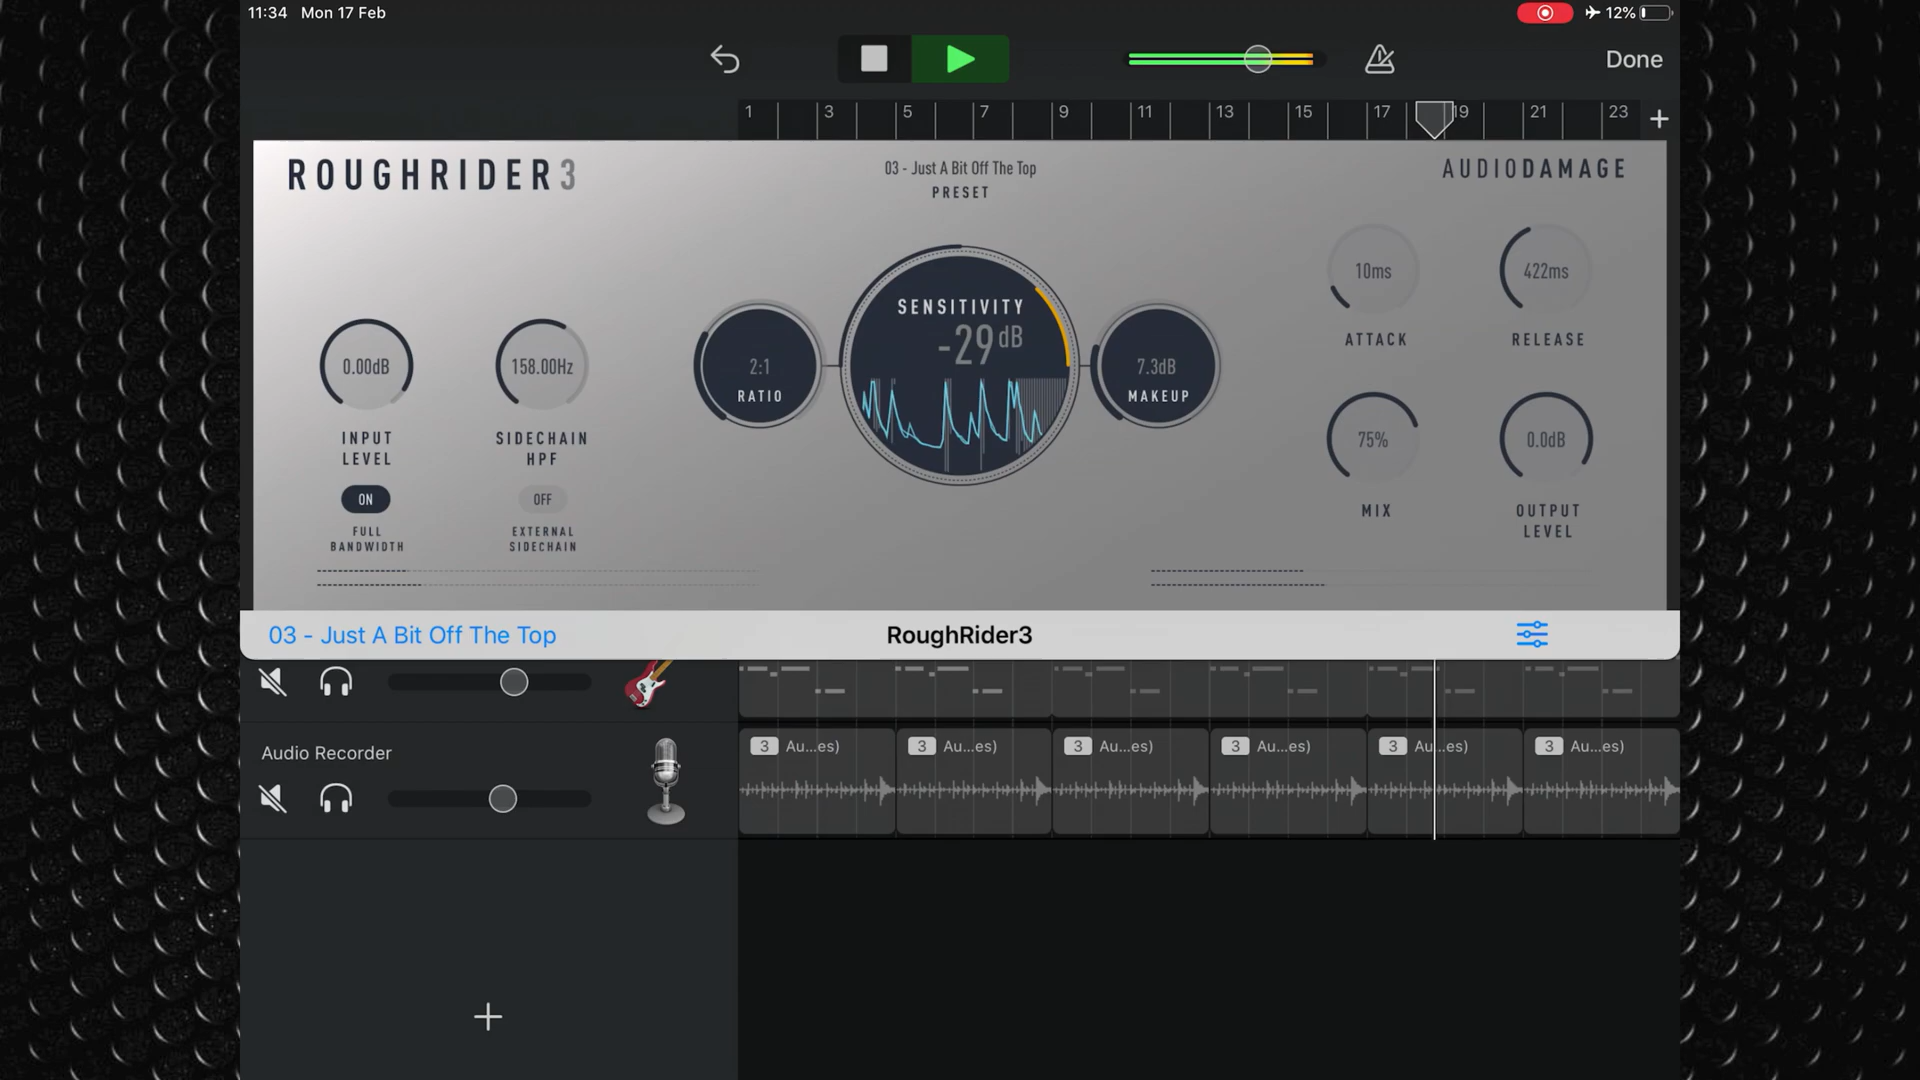 11:34 Mon 17 Feb
12%
Done
1 3 5 7 9 11 13 15 17 19 21 23 +
ROUGHRIDER3
03 - Just A Bit Off The Top
PRESET
AUDIODAMAGE
0.00dB
INPUT
LEVEL
ON
FULL
BANDWIDTH
158.00Hz
SIDECHAIN
HPF
OFF
EXTERNAL
SIDECHAIN
2:1
RATIO
SENSITIVITY
-29dB
7.3dB
MAKEUP
10ms
ATTACK
422ms
RELEASE
75%
MIX
0.0dB
OUTPUT
LEVEL
03 - Just A Bit Off The Top
RoughRider3
Audio Recorder
3 Au...es)
3 Au...es)
3 Au...es)
3 Au...es)
3 Au...es)
3 Au...es)